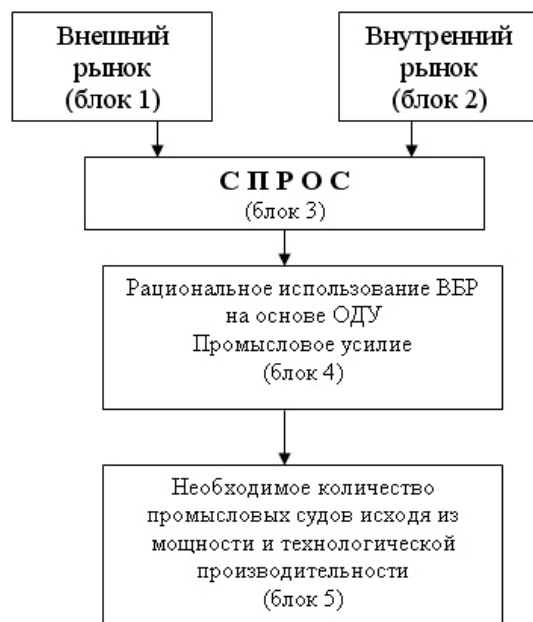 Внешний
рынок
(блок 1)
Внутренний
рынок
(блок 2)
С П Р О С
(блок 3)
Рациональное использование ВБР
на основе ОДУ
Промысловое усилие
(блок 4)
Необходимое количество
промысловых судов исходя из
мощности и технологической
производительности
(блок 5)